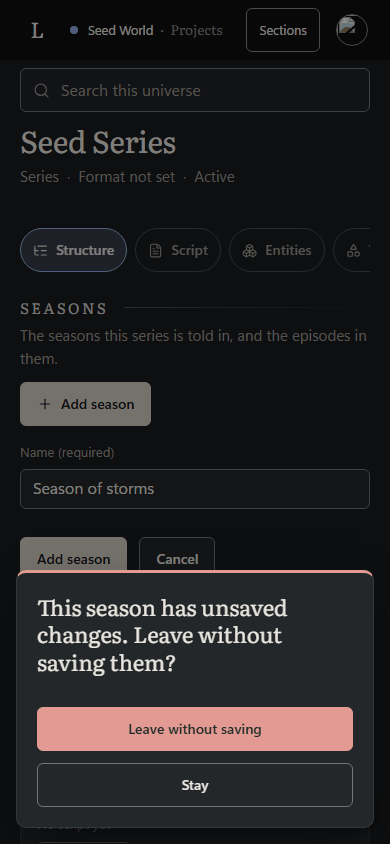 L
Seed World · Projects
Sections
Search this universe
Seed Series
Series · Format not set · Active
Structure
Script
Entities
SEASONS
The seasons this series is told in, and the episodes in
them.
Add season
Name (required)
Season of storms
Add season
Cancel
This season has unsaved
changes. Leave without
saving them?
Leave without saving
Stay